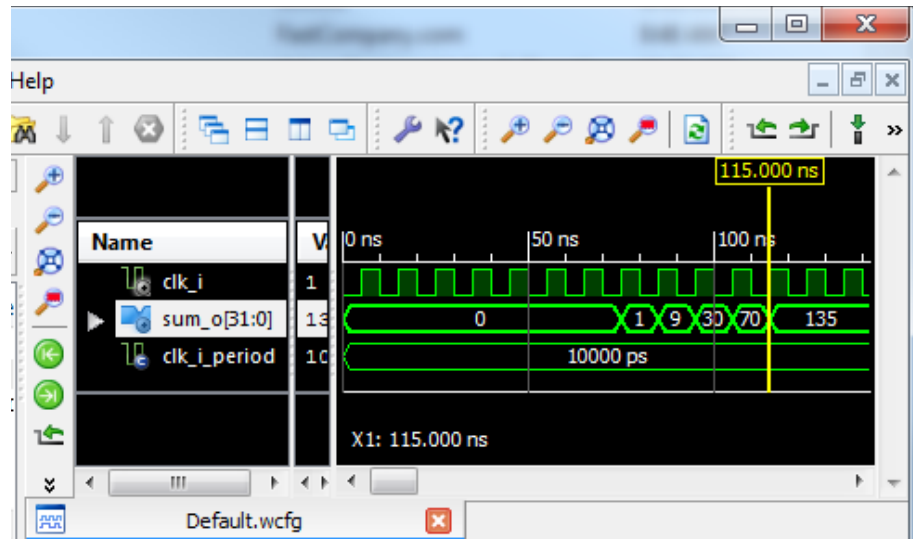 Help
115.000 ns
Name
V
0 ns
50 ns
100 ns
clk_i
1
sum_o[31:0]
13
0
1
9
30
70
135
clk_i_period
10
10000 ps
X1: 115.000 ns
Default.wcfg